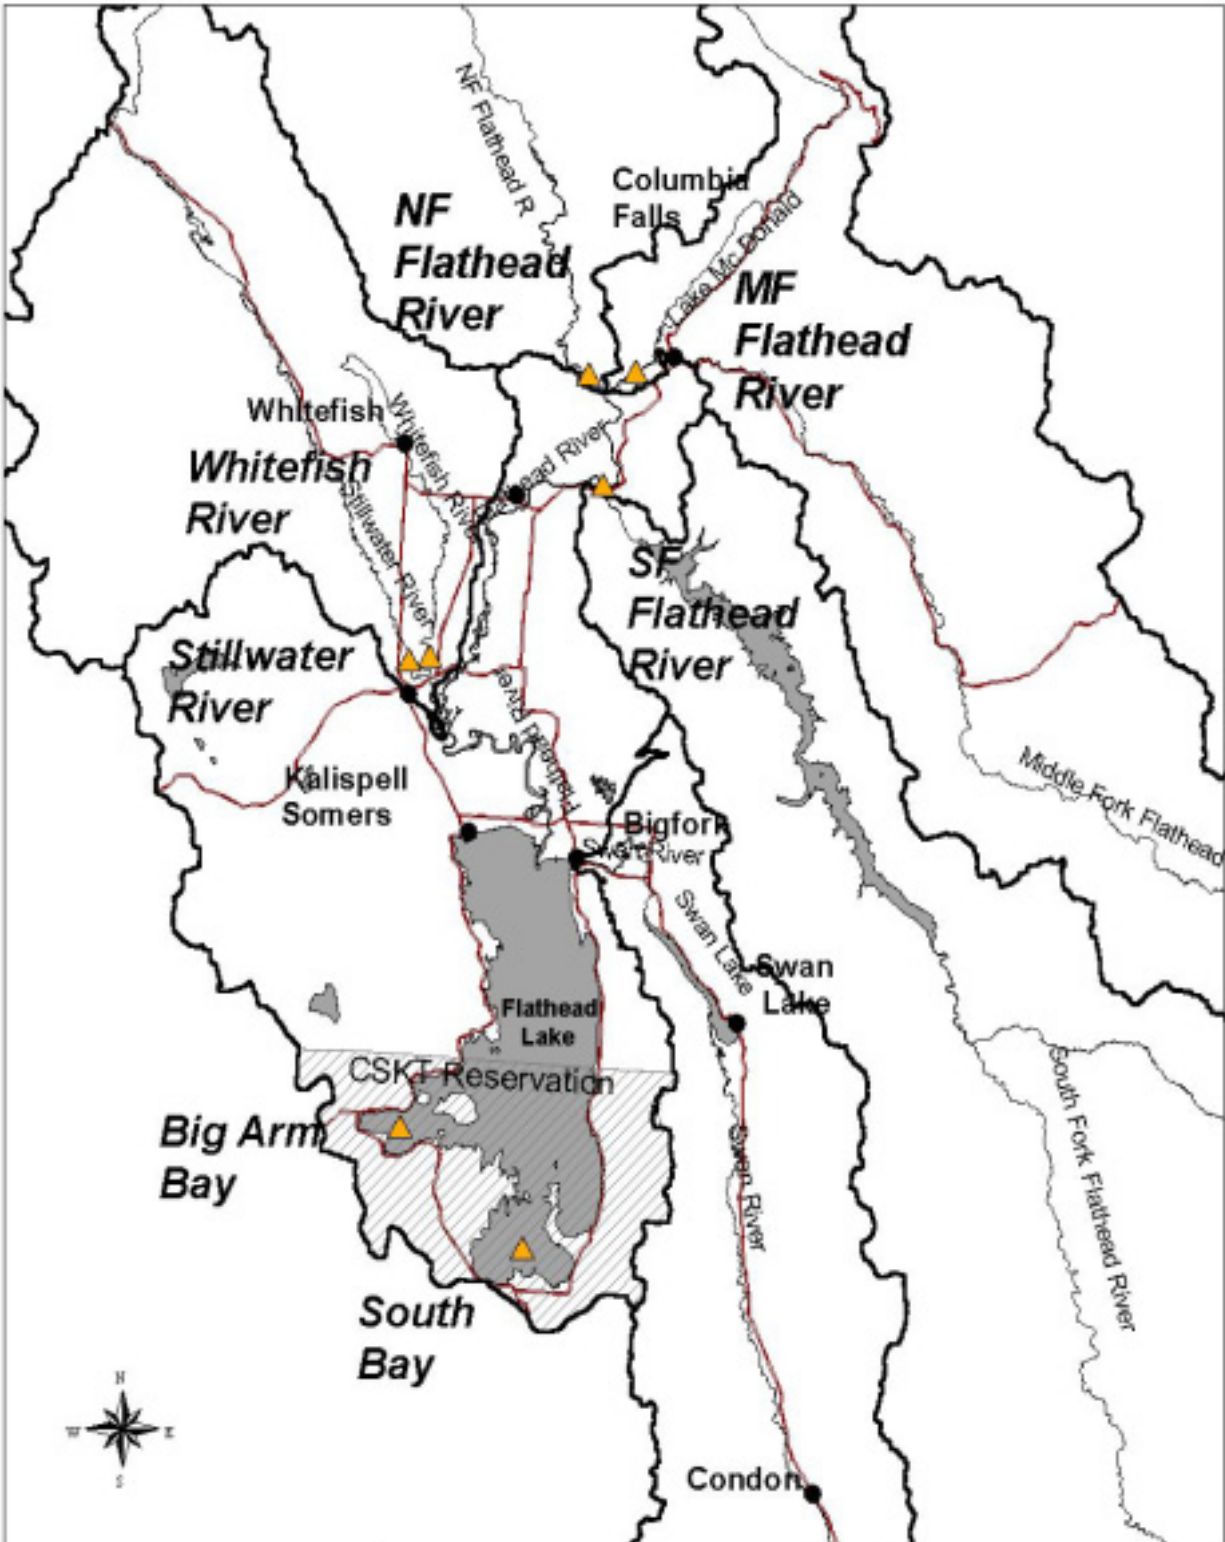 NF Flathead R
Columbia
Falls
NF
Flathead
River
Lake Mc Donald
MF
Flathead
River
Whitefish
Whitefish River
Whitefish
River
Stillwater River
Flathead River
SF
Flathead
River
Stillwater
River
Flathead River
Kalispell
Somers
Middle Fork Flathead
Bigfork
Swan River
Swan Lake
Swan
Lake
Flathead
Lake
CSKT Reservation
Big Arm
Bay
South Fork Flathead River
Swan River
South
Bay
N
W
E
S
Condon